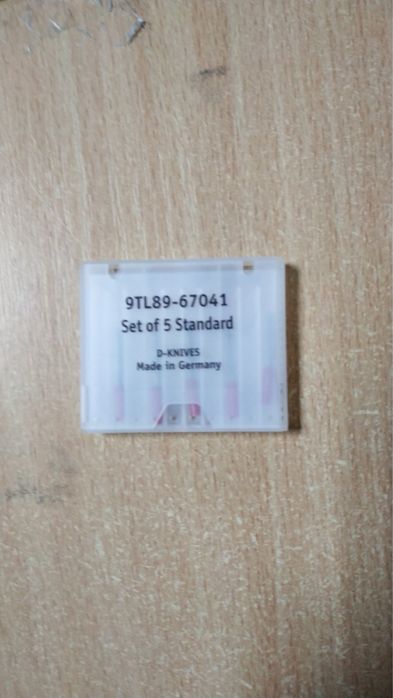 9TL89-67041
Set of 5 Standard
D-KNIVES
Made in Germany